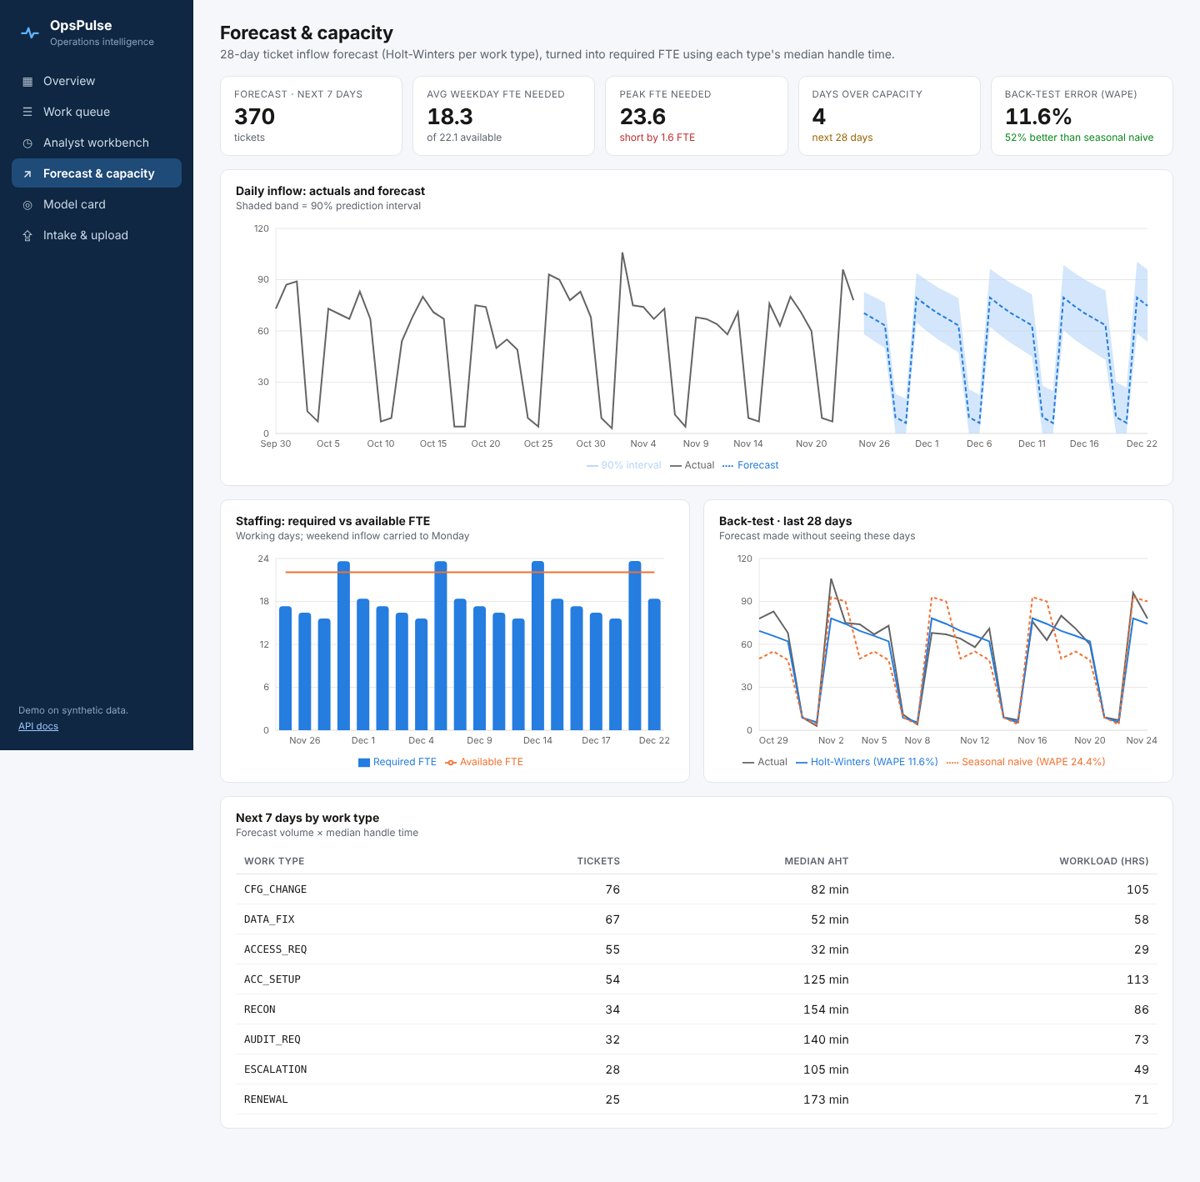 OpsPulse
Operations intelligence
Overview
Work queue
Analyst workbench
Forecast & capacity
Model card
Intake & upload
Demo on synthetic data.
API docs
Forecast & capacity
28-day ticket inflow forecast (Holt-Winters per work type), turned into required FTE using each type's median handle time.
FORECAST · NEXT 7 DAYS
370
tickets
AVG WEEKDAY FTE NEEDED
18.3
of 22.1 available
PEAK FTE NEEDED
23.6
short by 1.6 FTE
DAYS OVER CAPACITY
4
next 28 days
BACK-TEST ERROR (WAPE)
11.6%
52% better than seasonal naive
Daily inflow: actuals and forecast
Shaded band = 90% prediction interval
120
90
60
30
0
Sep 30 Oct 5 Oct 10 Oct 15 Oct 20 Oct 25 Oct 30 Nov 4 Nov 9 Nov 14 Nov 20 Nov 26 Dec 1 Dec 6 Dec 11 Dec 16 Dec 22
90% interval Actual Forecast
Staffing: required vs available FTE
Working days; weekend inflow carried to Monday
24
18
12
6
0
Nov 26 Dec 1 Dec 4 Dec 9 Dec 14 Dec 17 Dec 22
Required FTE Available FTE
Back-test · last 28 days
Forecast made without seeing these days
120
90
60
30
0
Oct 29 Nov 2 Nov 5 Nov 8 Nov 12 Nov 16 Nov 20 Nov 24
Actual Holt-Winters (WAPE 11.6%) Seasonal naive (WAPE 24.4%)
Next 7 days by work type
Forecast volume × median handle time
WORK TYPE TICKETS MEDIAN AHT WORKLOAD (HRS)
CFG_CHANGE 76 82 min 105
DATA_FIX 67 52 min 58
ACCESS_REQ 55 32 min 29
ACC_SETUP 54 125 min 113
RECON 34 154 min 86
AUDIT_REQ 32 140 min 73
ESCALATION 28 105 min 49
RENEWAL 25 173 min 71